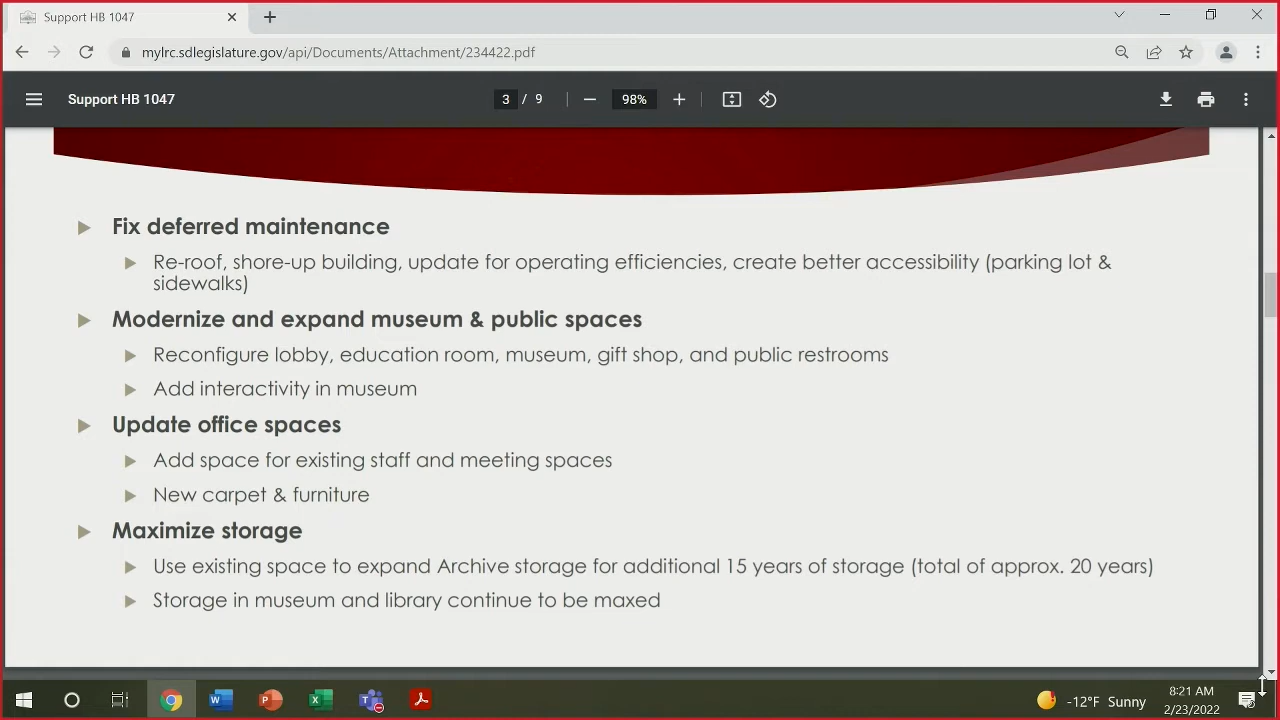 Support HB 1047
mylrc.sdlegislature.gov/api/Documents/Attachment/234422.pdf
Support HB 1047
3 / 9
98%
Fix deferred maintenance
Re-roof, shore-up building, update for operating efficiencies, create better accessibility (parking lot &
sidewalks)
Modernize and expand museum & public spaces
Reconfigure lobby, education room, museum, gift shop, and public restrooms
Add interactivity in museum
Update office spaces
Add space for existing staff and meeting spaces
New carpet & furniture
Maximize storage
Use existing space to expand Archive storage for additional 15 years of storage (total of approx. 20 years)
Storage in museum and library continue to be maxed
-12°F Sunny
8:21 AM
2/23/2022